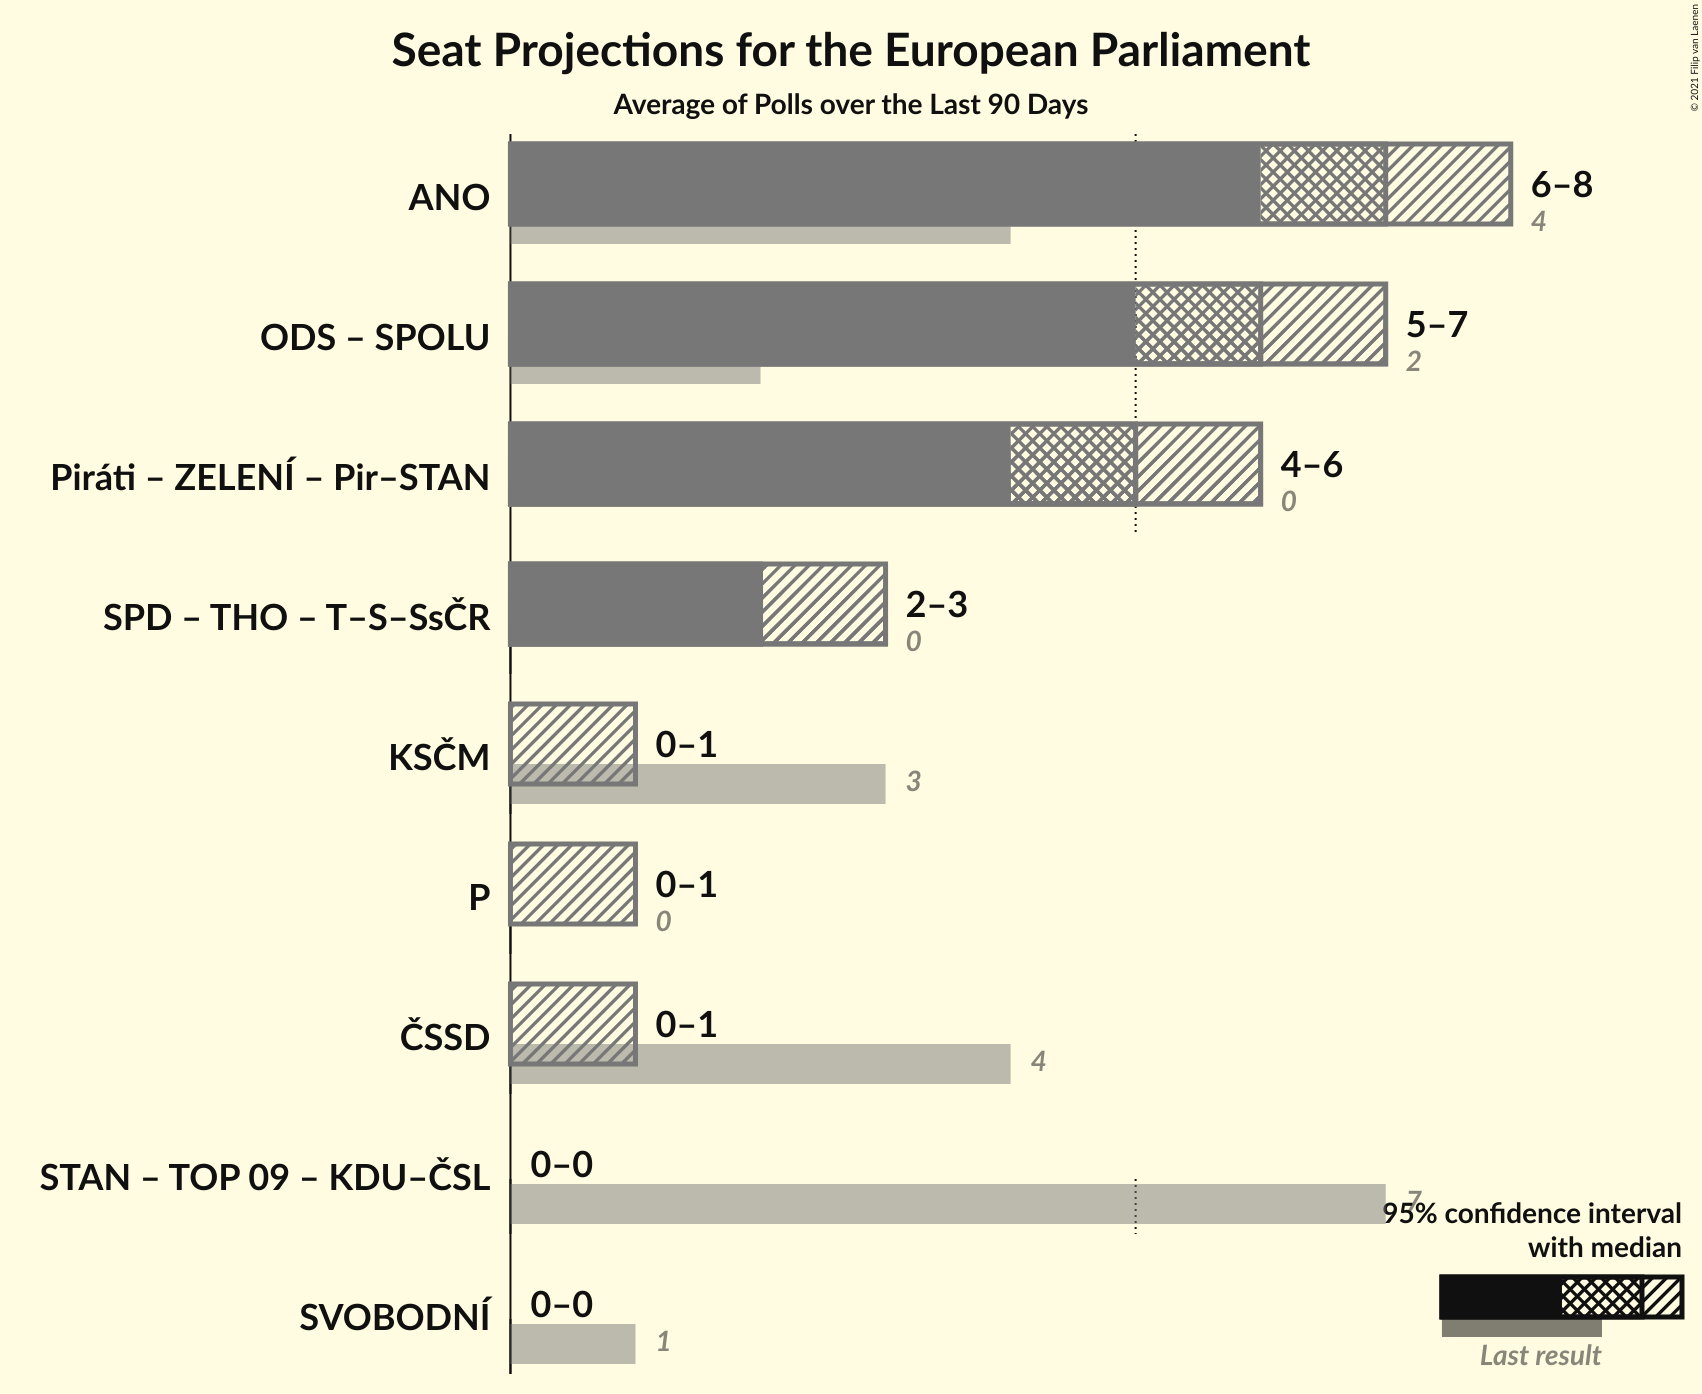 Seat Projections for the European Parliament
Average of Polls over the Last 90 Days
© 2021 Filip van Laenen
ANO
6–8
4
ODS – SPOLU
5–7
2
Piráti – ZELENÍ – Pir–STAN
4–6
0
SPD – THO – T–S–SsČR
2–3
0
KSČM
0–1
3
P
0–1
0
ČSSD
0–1
4
STAN – TOP 09 – KDU–ČSL
0–0
7
SVOBODNÍ
0–0
1
95% confidence interval
with median
Last result